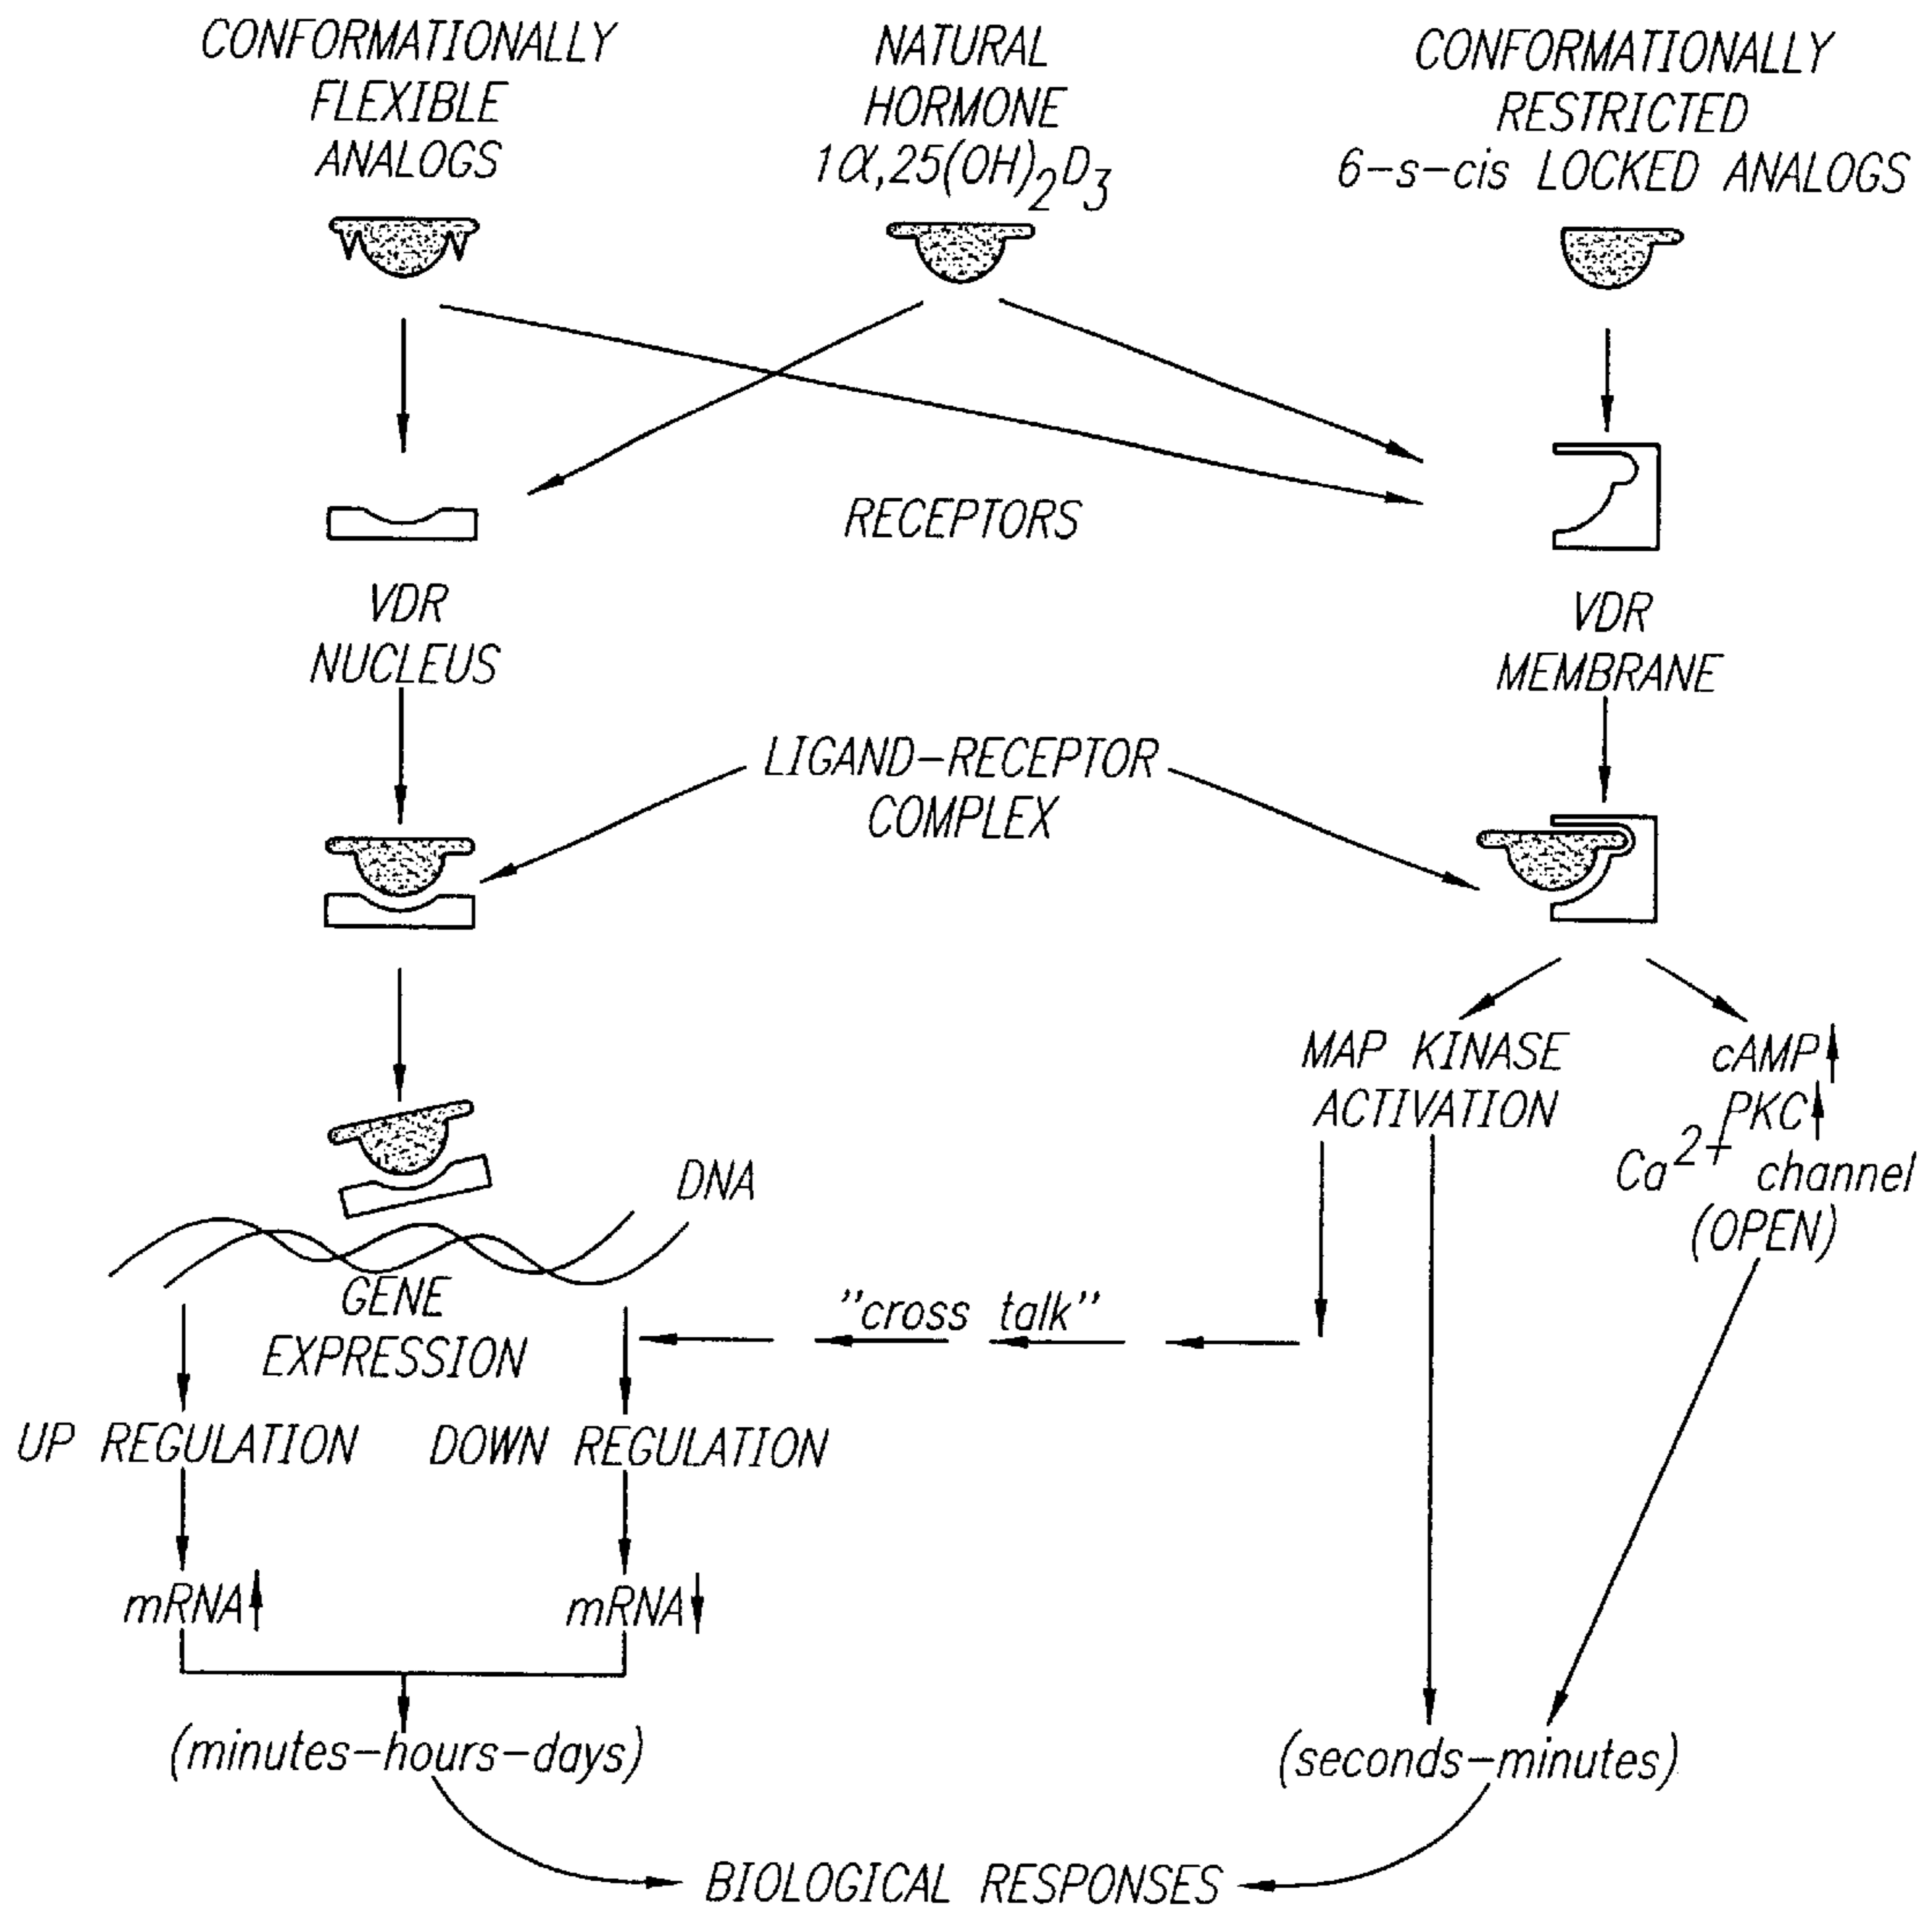 CONFORMATIONALLY
FLEXIBLE
ANALOGS
NATURAL
HORMONE
1α,25(OH)2D3
CONFORMATIONALLY
RESTRICTED
6-s-cis LOCKED ANALOGS
RECEPTORS
VDR
NUCLEUS
VDR
MEMBRANE
LIGAND-RECEPTOR
COMPLEX
MAP KINASE
ACTIVATION
cAMP
PKC
Ca2+ channel
(OPEN)
DNA
GENE
EXPRESSION
"cross talk"
UP REGULATION
DOWN REGULATION
mRNA
mRNA
(minutes-hours-days)
(seconds-minutes)
BIOLOGICAL RESPONSES